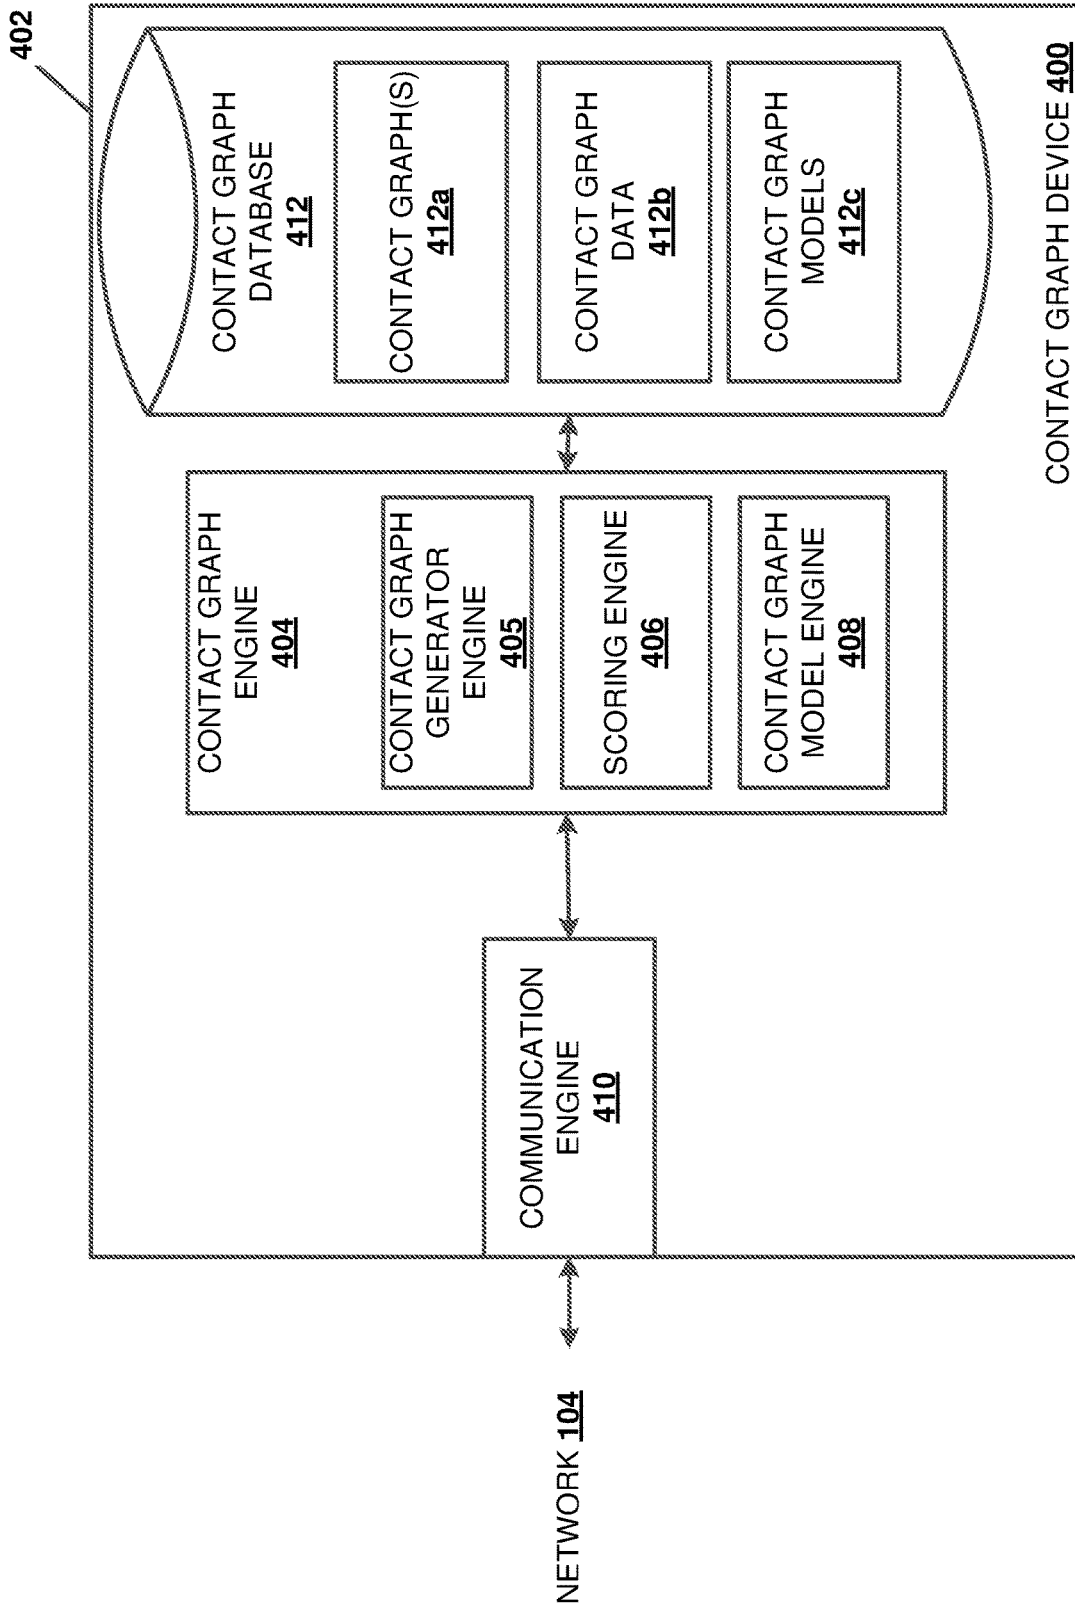 402
CONTACT GRAPH
DATABASE
412
CONTACT GRAPH(S)
412a
CONTACT GRAPH
DATA
412b
CONTACT GRAPH
MODELS
412c
CONTACT GRAPH
ENGINE
404
CONTACT GRAPH
GENERATOR
ENGINE
405
SCORING ENGINE
406
CONTACT GRAPH
MODEL ENGINE
408
COMMUNICATION
ENGINE
410
NETWORK 104
CONTACT GRAPH DEVICE 400